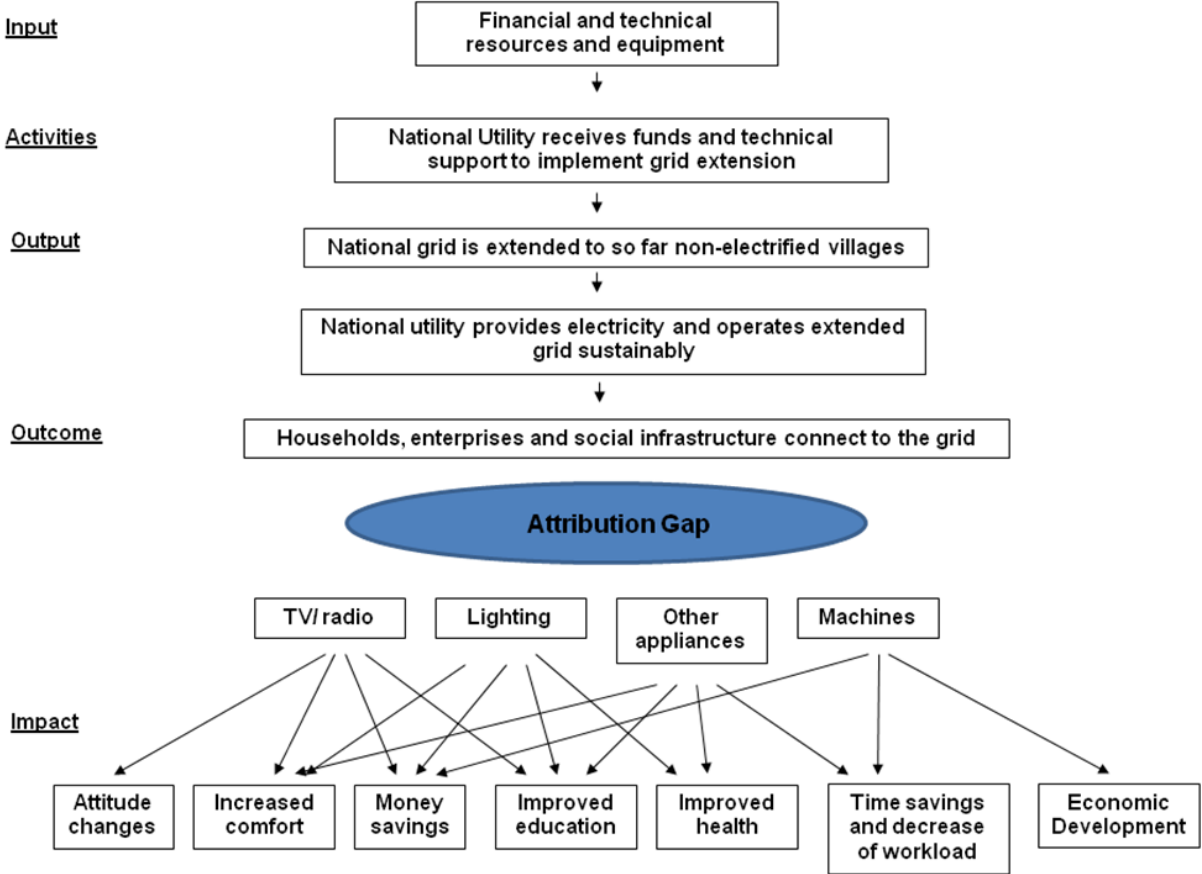 Input
Financial and technical
resources and equipment
Activities
National Utility receives funds and technical
support to implement grid extension
Output
National grid is extended to so far non-electrified villages
National utility provides electricity and operates extended
grid sustainably
Outcome
Households, enterprises and social infrastructure connect to the grid
Attribution Gap
TV/ radio
Lighting
Other
appliances
Machines
Impact
Attitude
changes
Increased
comfort
Money
savings
Improved
education
Improved
health
Time savings
and decrease
of workload
Economic
Development